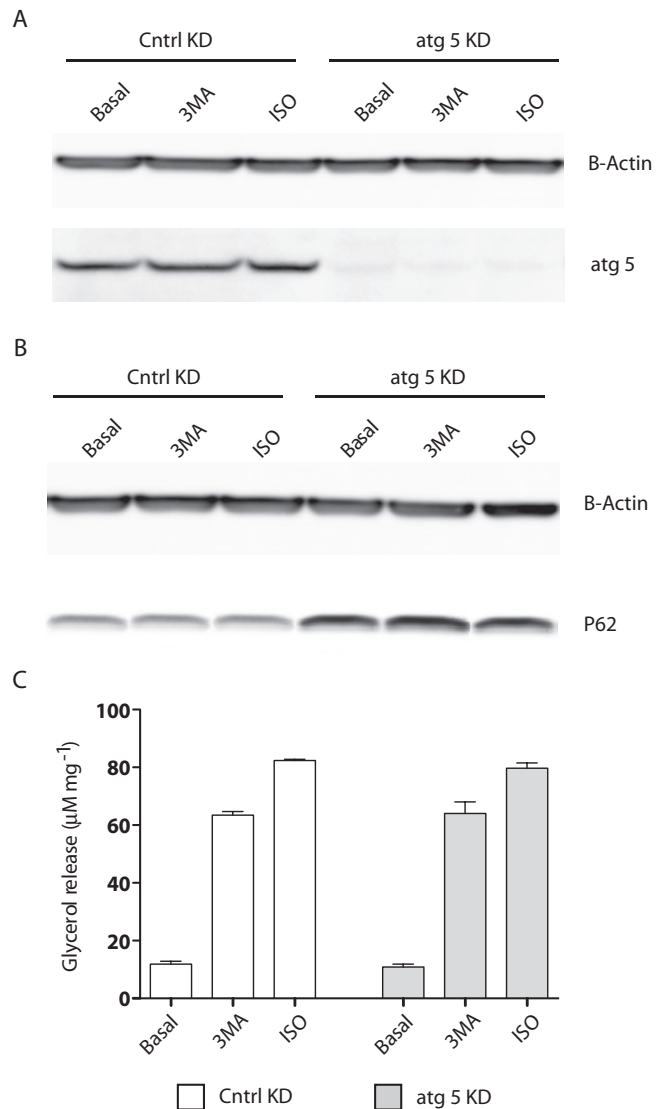 A
Cntrl KD atg 5 KD
Basal 3MA ISO Basal 3MA ISO
B-Actin
atg 5
B
Cntrl KD atg 5 KD
Basal 3MA ISO Basal 3MA ISO
B-Actin
P62
C
Glycerol release (μM mg⁻¹)
100
80
60
40
20
0
Basal 3MA ISO Basal 3MA ISO
Cntrl KD atg 5 KD